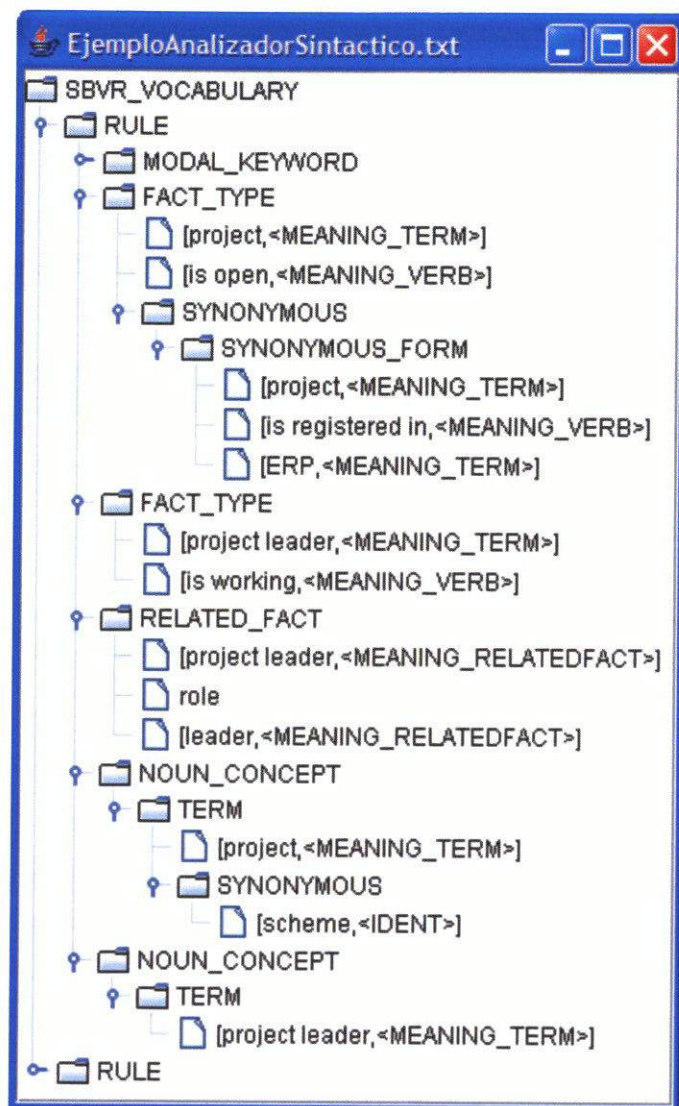 EjemploAnalizadorSintactico.txt
SBVR_VOCABULARY
RULE
MODAL_KEYWORD
FACT_TYPE
[project,<MEANING_TERM>]
[is open,<MEANING_VERB>]
SYNONYMOUS
SYNONYMOUS_FORM
[project,<MEANING_TERM>]
[is registered in,<MEANING_VERB>]
[ERP,<MEANING_TERM>]
FACT_TYPE
[project leader,<MEANING_TERM>]
[is working,<MEANING_VERB>]
RELATED_FACT
[project leader,<MEANING_RELATEDFACT>]
role
[leader,<MEANING_RELATEDFACT>]
NOUN_CONCEPT
TERM
[project,<MEANING_TERM>]
SYNONYMOUS
[scheme,<IDENT>]
NOUN_CONCEPT
TERM
[project leader,<MEANING_TERM>]
RULE